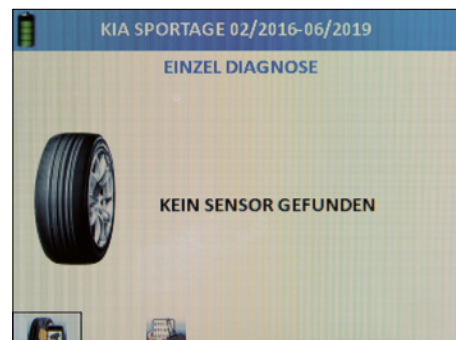 KIA SPORTAGE 02/2016-06/2019
EINZEL DIAGNOSE
KEIN SENSOR GEFUNDEN